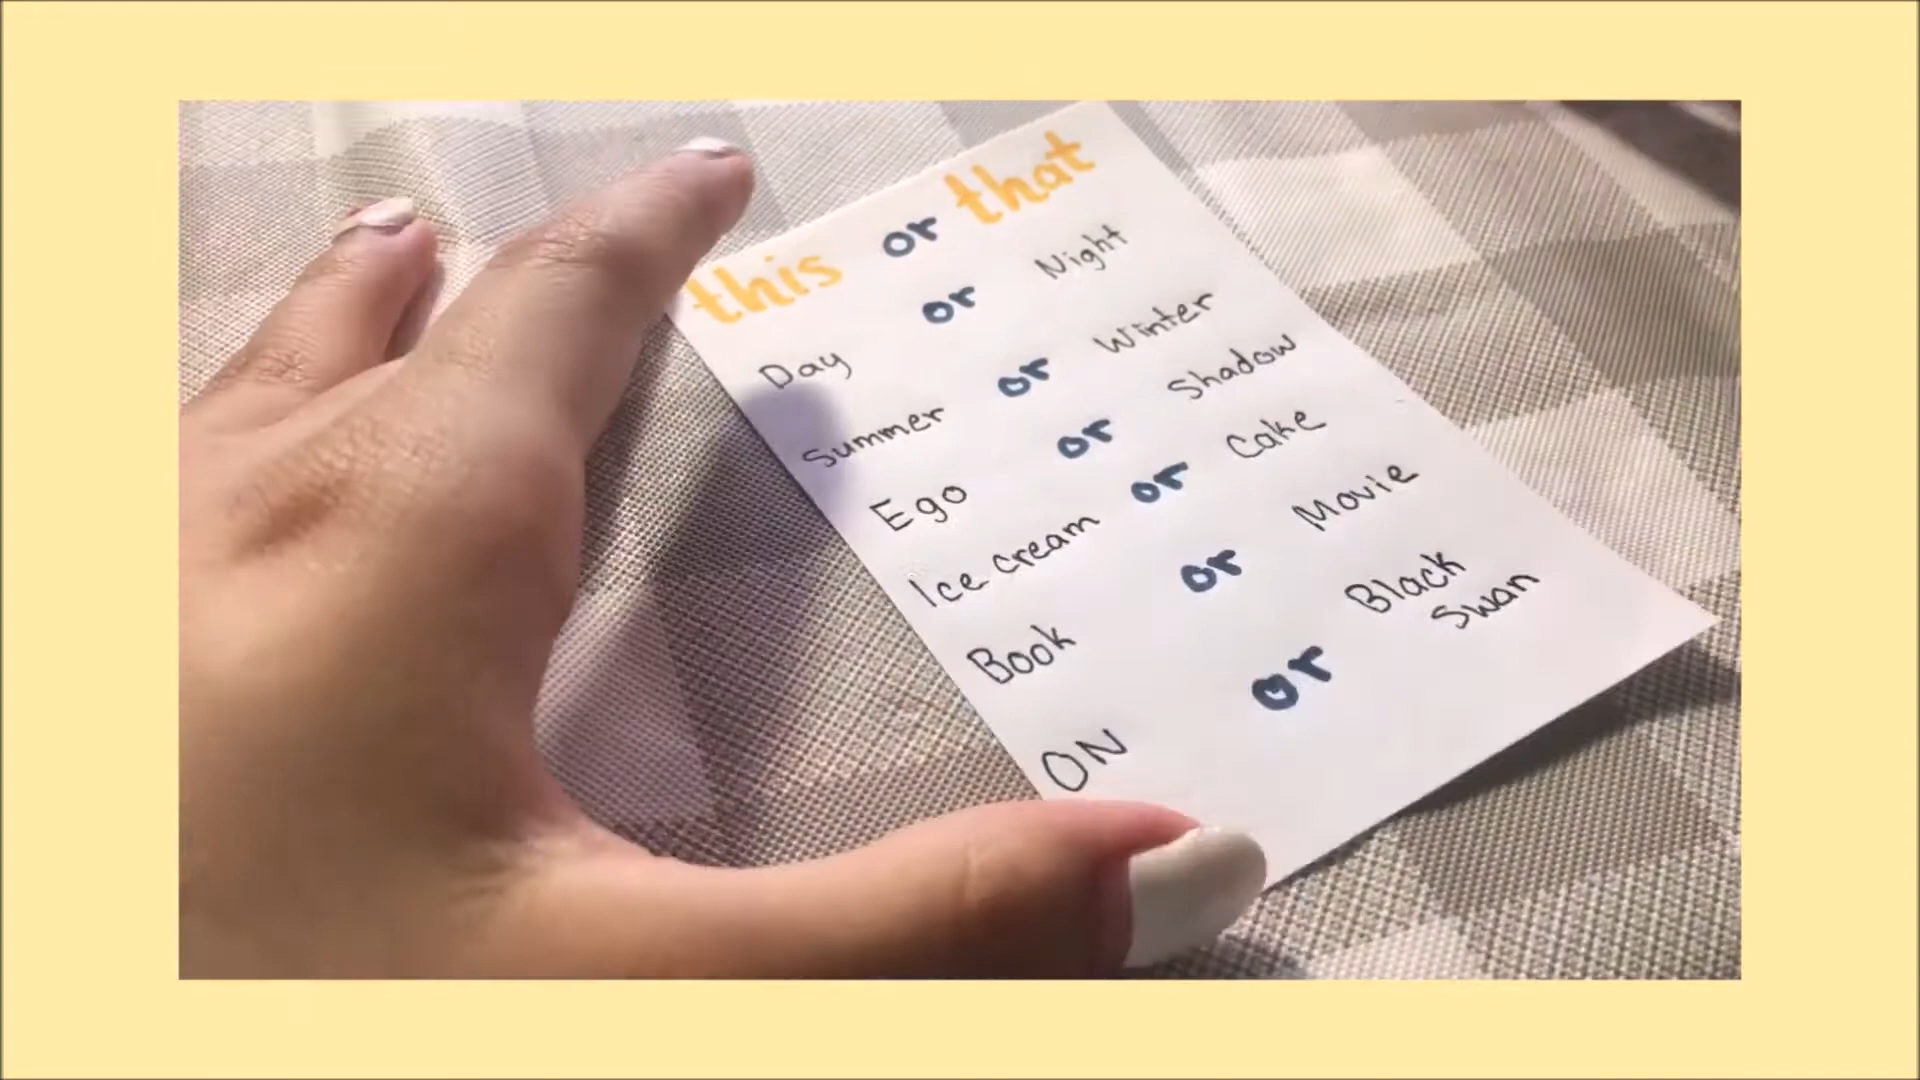 this or that
Day or Night
Summer or Winter
Ego or Shadow
Ice cream or Cake
Book or Movie
ON or Black
Swan